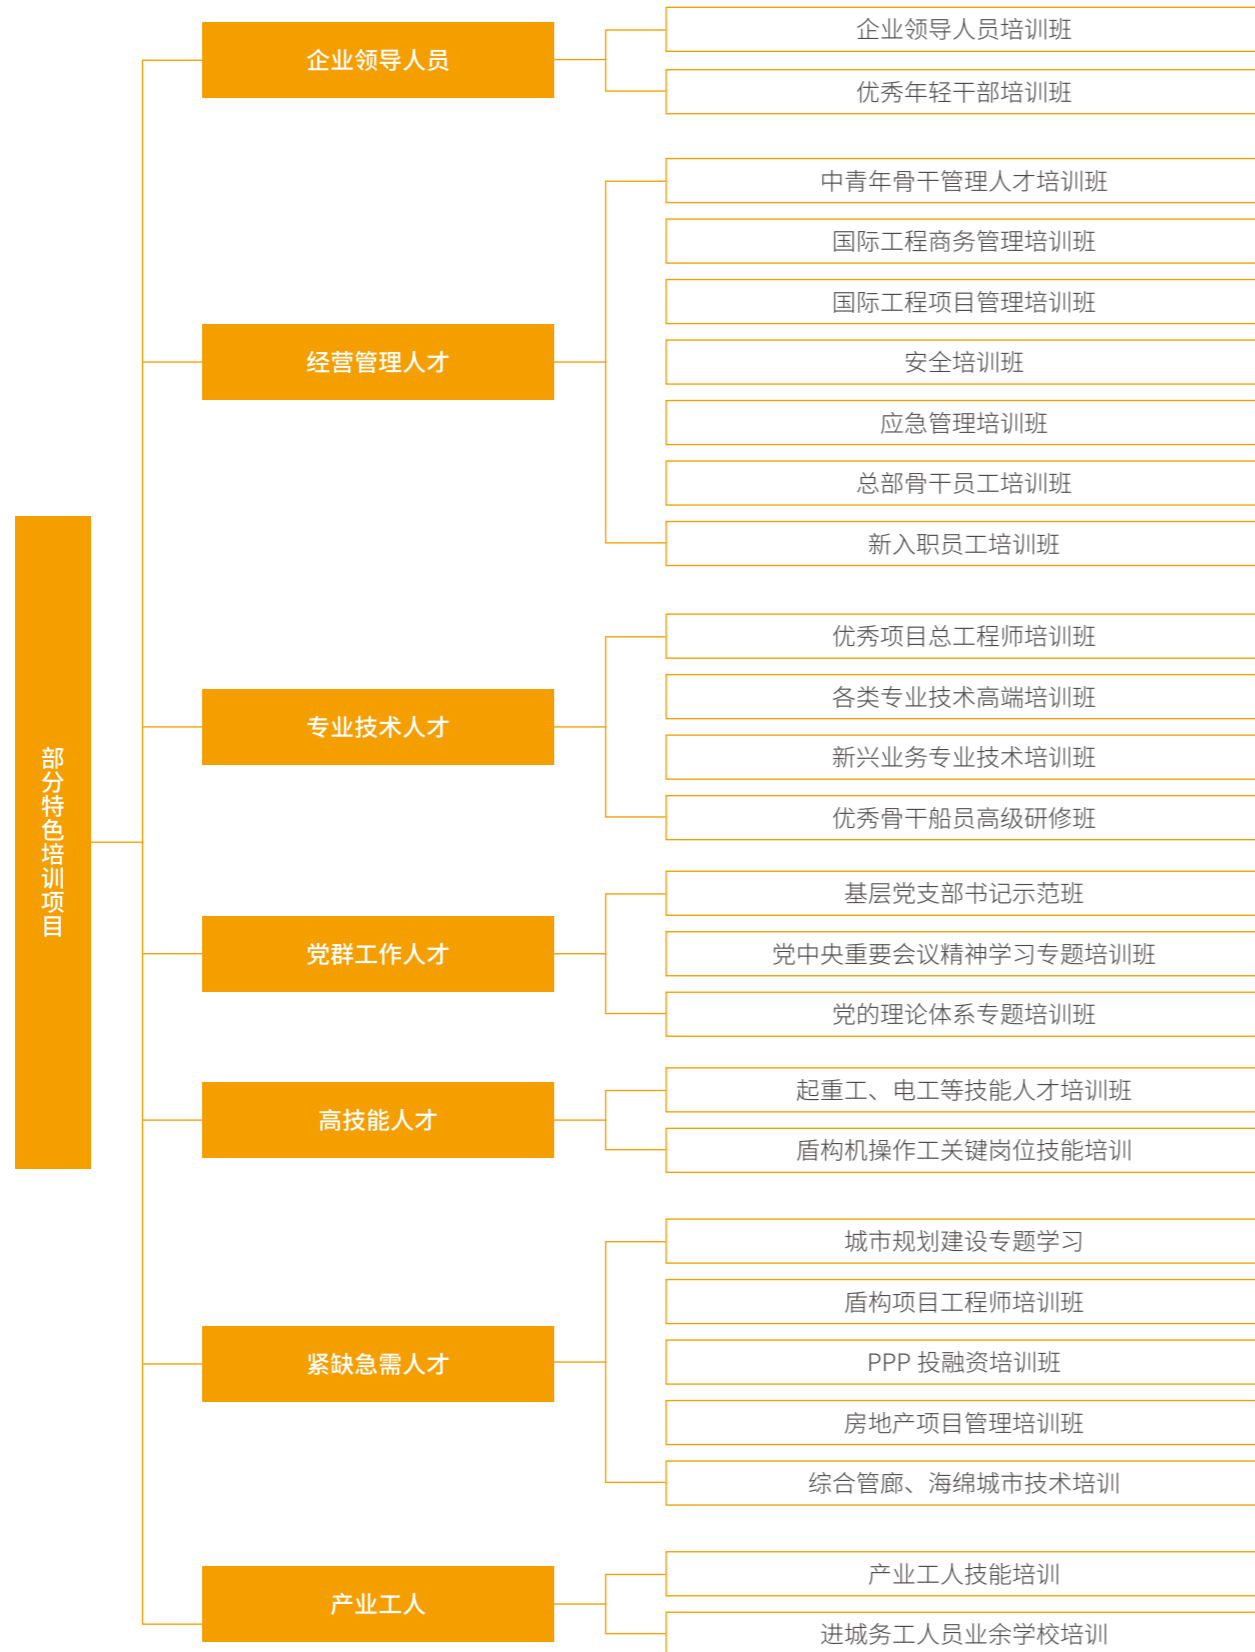 部分特色培训项目
企业领导人员
企业领导人员培训班
优秀年轻干部培训班
经营管理人才
中青年骨干管理人才培训班
国际工程商务管理培训班
国际工程项目管理培训班
安全培训班
应急管理培训班
总部骨干员工培训班
新入职员工培训班
专业技术人才
优秀项目总工程师培训班
各类专业技术高端培训班
新兴业务专业技术培训班
优秀骨干船员高级研修班
党群工作人才
基层党支部书记示范班
党中央重要会议精神学习专题培训班
党的理论体系专题培训班
高技能人才
起重工、电工等技能人才培训班
盾构机操作工关键岗位技能培训
紧缺急需人才
城市规划建设专题学习
盾构项目工程师培训班
PPP 投融资培训班
房地产项目管理培训班
综合管廊、海绵城市技术培训
产业工人
产业工人技能培训
进城务工人员业余学校培训